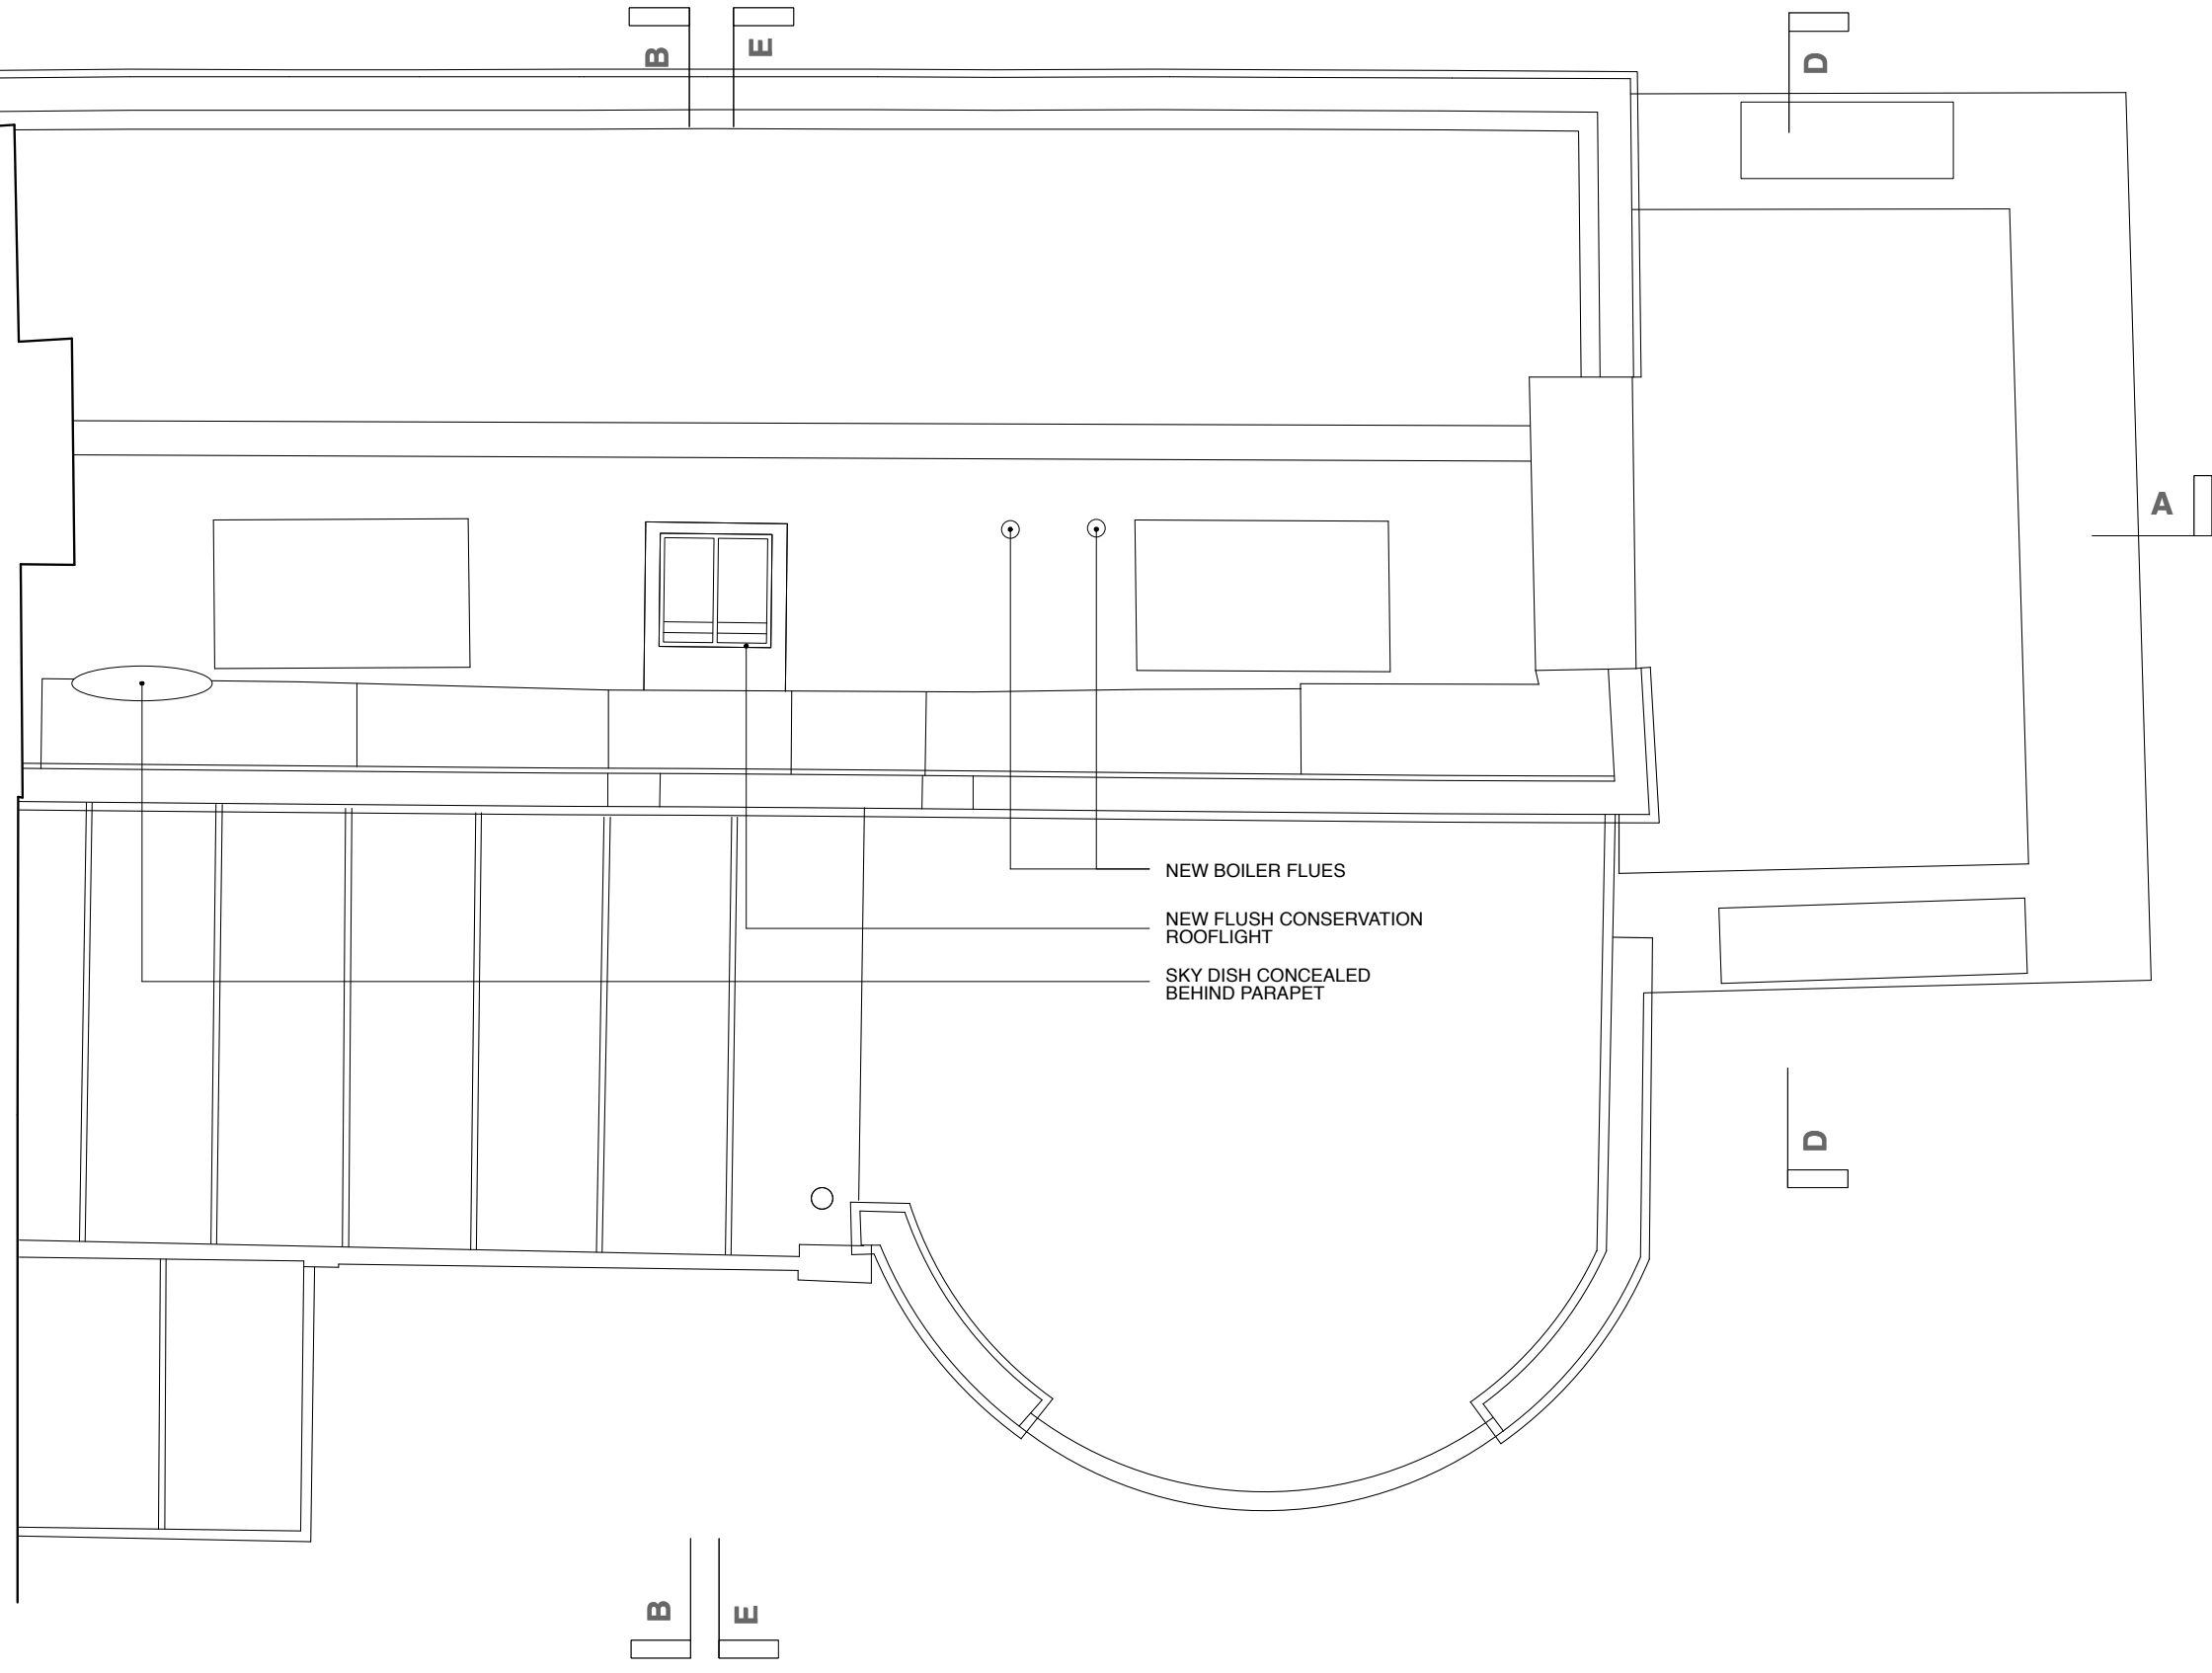 B
E
D
A
NEW BOILER FLUES
NEW FLUSH CONSERVATION
ROOFLIGHT
SKY DISH CONCEALED
BEHIND PARAPET
D
B
E